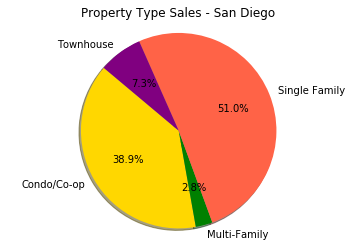 Property Type Sales - San Diego
Townhouse
7.3%
Single Family
51.0%
38.9%
Condo/Co-op
2.8%
Multi-Family